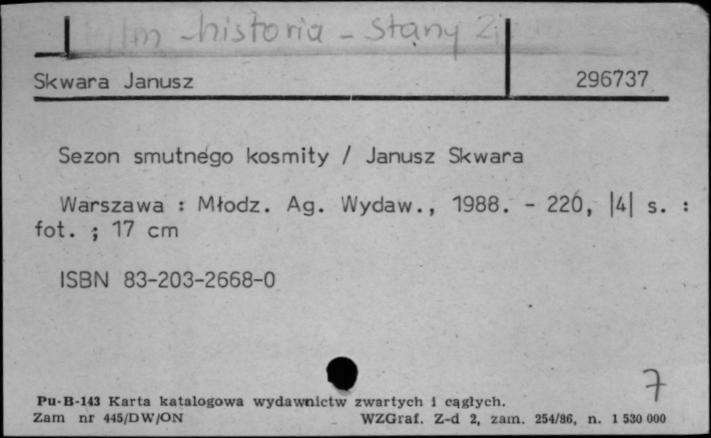 Film - historia - Stany
Skwara Janusz 296737
Sezon smutnego kosmity / Janusz Skwara
Warszawa : Młodz. Ag. Wydaw., 1988. - 220, |4| s. :
fot. ; 17 cm
ISBN 83-203-2668-0
7
Pu-B-143 Karta katalogowa wydawnictw zwartych i ciągłych.
Zam nr 445/DW/ON WZGraf. Z-d 2, zam. 254/86, n. 1 530 000